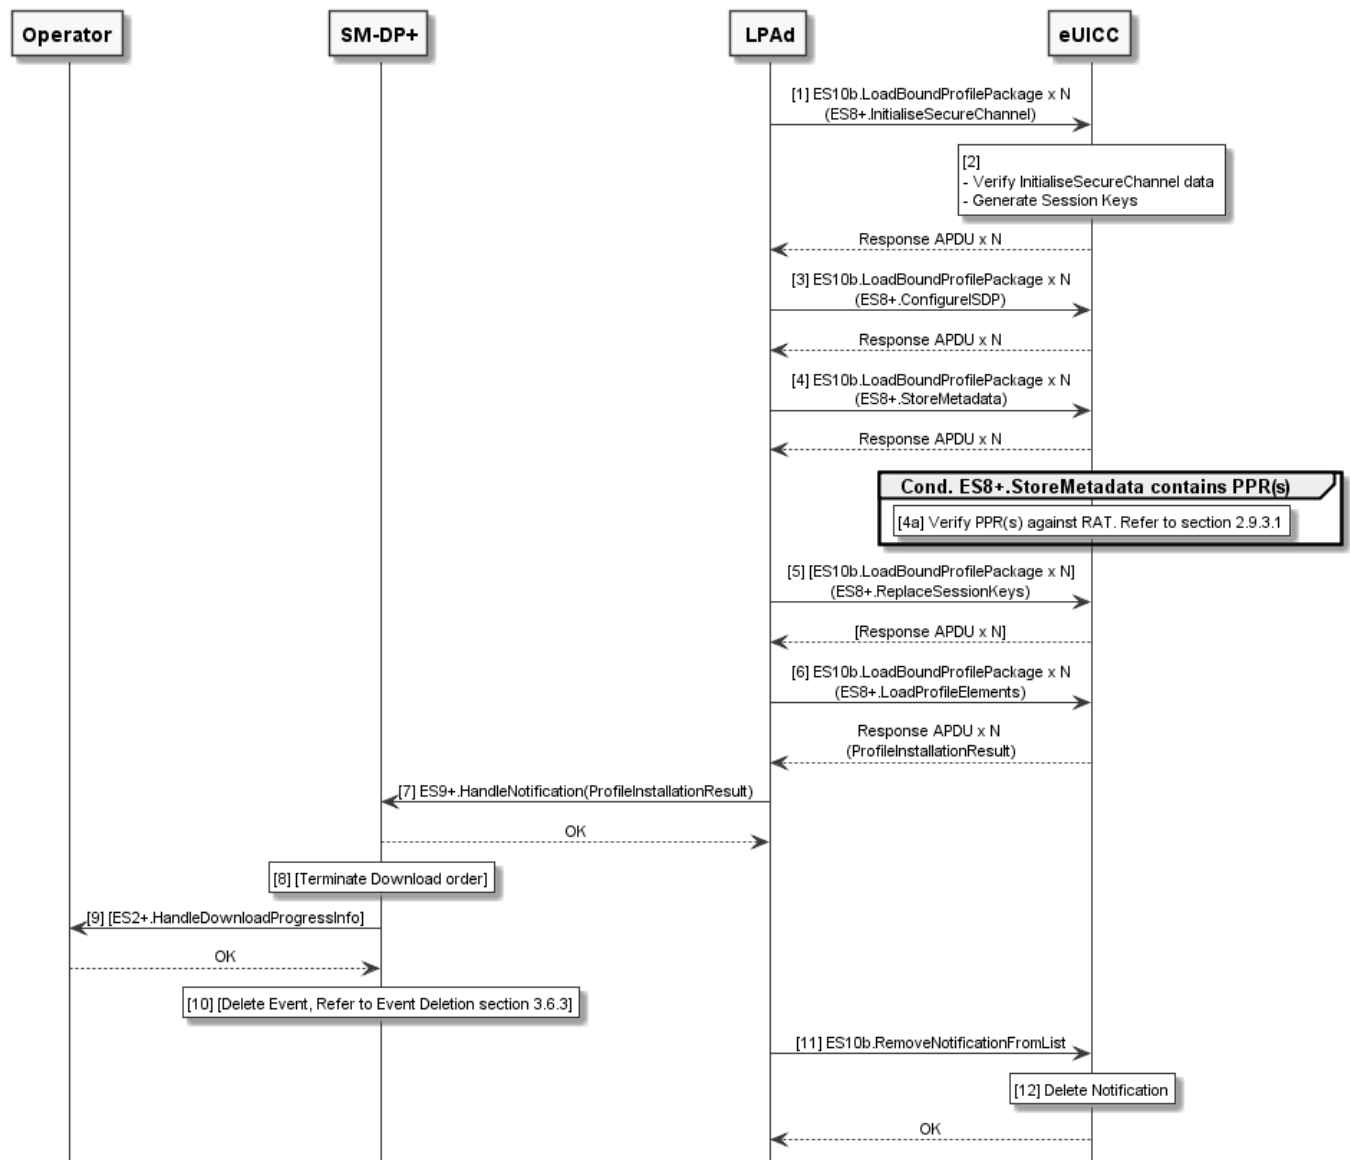 Operator
SM-DP+
LPAd
eUICC
[1] ES10b.LoadBoundProfilePackage x N
(ES8+.InitialiseSecureChannel)
[2]
- Verify InitialiseSecureChannel data
- Generate Session Keys
Response APDU x N
[3] ES10b.LoadBoundProfilePackage x N
(ES8+.ConfigureISDP)
Response APDU x N
[4] ES10b.LoadBoundProfilePackage x N
(ES8+.StoreMetadata)
Response APDU x N
Cond. ES8+.StoreMetadata contains PPR(s)
[4a] Verify PPR(s) against RAT. Refer to section 2.9.3.1
[5] [ES10b.LoadBoundProfilePackage x N]
(ES8+.ReplaceSessionKeys)
[Response APDU x N]
[6] ES10b.LoadBoundProfilePackage x N
(ES8+.LoadProfileElements)
Response APDU x N
(ProfileInstallationResult)
[7] ES9+.HandleNotification(ProfileInstallationResult)
OK
[8] [Terminate Download order]
[9] [ES2+.HandleDownloadProgressInfo]
OK
[10] [Delete Event, Refer to Event Deletion section 3.6.3]
[11] ES10b.RemoveNotificationFromList
[12] Delete Notification
OK